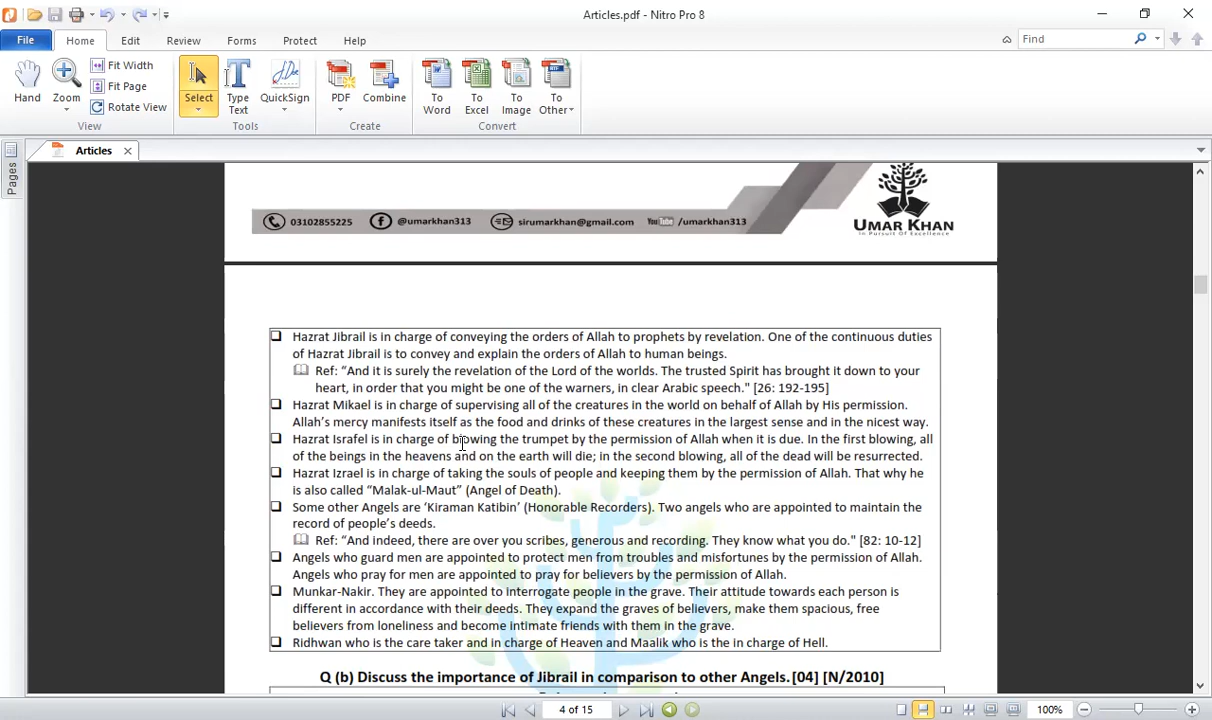 Articles.pdf - Nitro Pro 8
File Home Edit Review Forms Protect Help Find
Hand Zoom Fit Width Fit Page Rotate View Select Type Text QuickSign PDF Combine To Word To Excel To Image To Other
View Tools Create Convert
Pages Articles
03102855225 @umarkhan313 sirumarkhan@gmail.com YouTube /umarkhan313
UMAR KHAN
In Pursuit Of Excellence
Hazrat Jibrail is in charge of conveying the orders of Allah to prophets by revelation. One of the continuous duties
of Hazrat Jibrail is to convey and explain the orders of Allah to human beings.
Ref: “And it is surely the revelation of the Lord of the worlds. The trusted Spirit has brought it down to your
heart, in order that you might be one of the warners, in clear Arabic speech." [26: 192-195]
Hazrat Mikael is in charge of supervising all of the creatures in the world on behalf of Allah by His permission.
Allah’s mercy manifests itself as the food and drinks of these creatures in the largest sense and in the nicest way.
Hazrat Israfel is in charge of blowing the trumpet by the permission of Allah when it is due. In the first blowing, all
of the beings in the heavens and on the earth will die; in the second blowing, all of the dead will be resurrected.
Hazrat Izrael is in charge of taking the souls of people and keeping them by the permission of Allah. That why he
is also called “Malak-ul-Maut” (Angel of Death).
Some other Angels are ‘Kiraman Katibin’ (Honorable Recorders). Two angels who are appointed to maintain the
record of people’s deeds.
Ref: “And indeed, there are over you scribes, generous and recording. They know what you do." [82: 10-12]
Angels who guard men are appointed to protect men from troubles and misfortunes by the permission of Allah.
Angels who pray for men are appointed to pray for believers by the permission of Allah.
Munkar-Nakir. They are appointed to interrogate people in the grave. Their attitude towards each person is
different in accordance with their deeds. They expand the graves of believers, make them spacious, free
believers from loneliness and become intimate friends with them in the grave.
Ridhwan who is the care taker and in charge of Heaven and Maalik who is the in charge of Hell.
Q (b) Discuss the importance of Jibrail in comparison to other Angels. [04] [N/2010]
4 of 15 100%